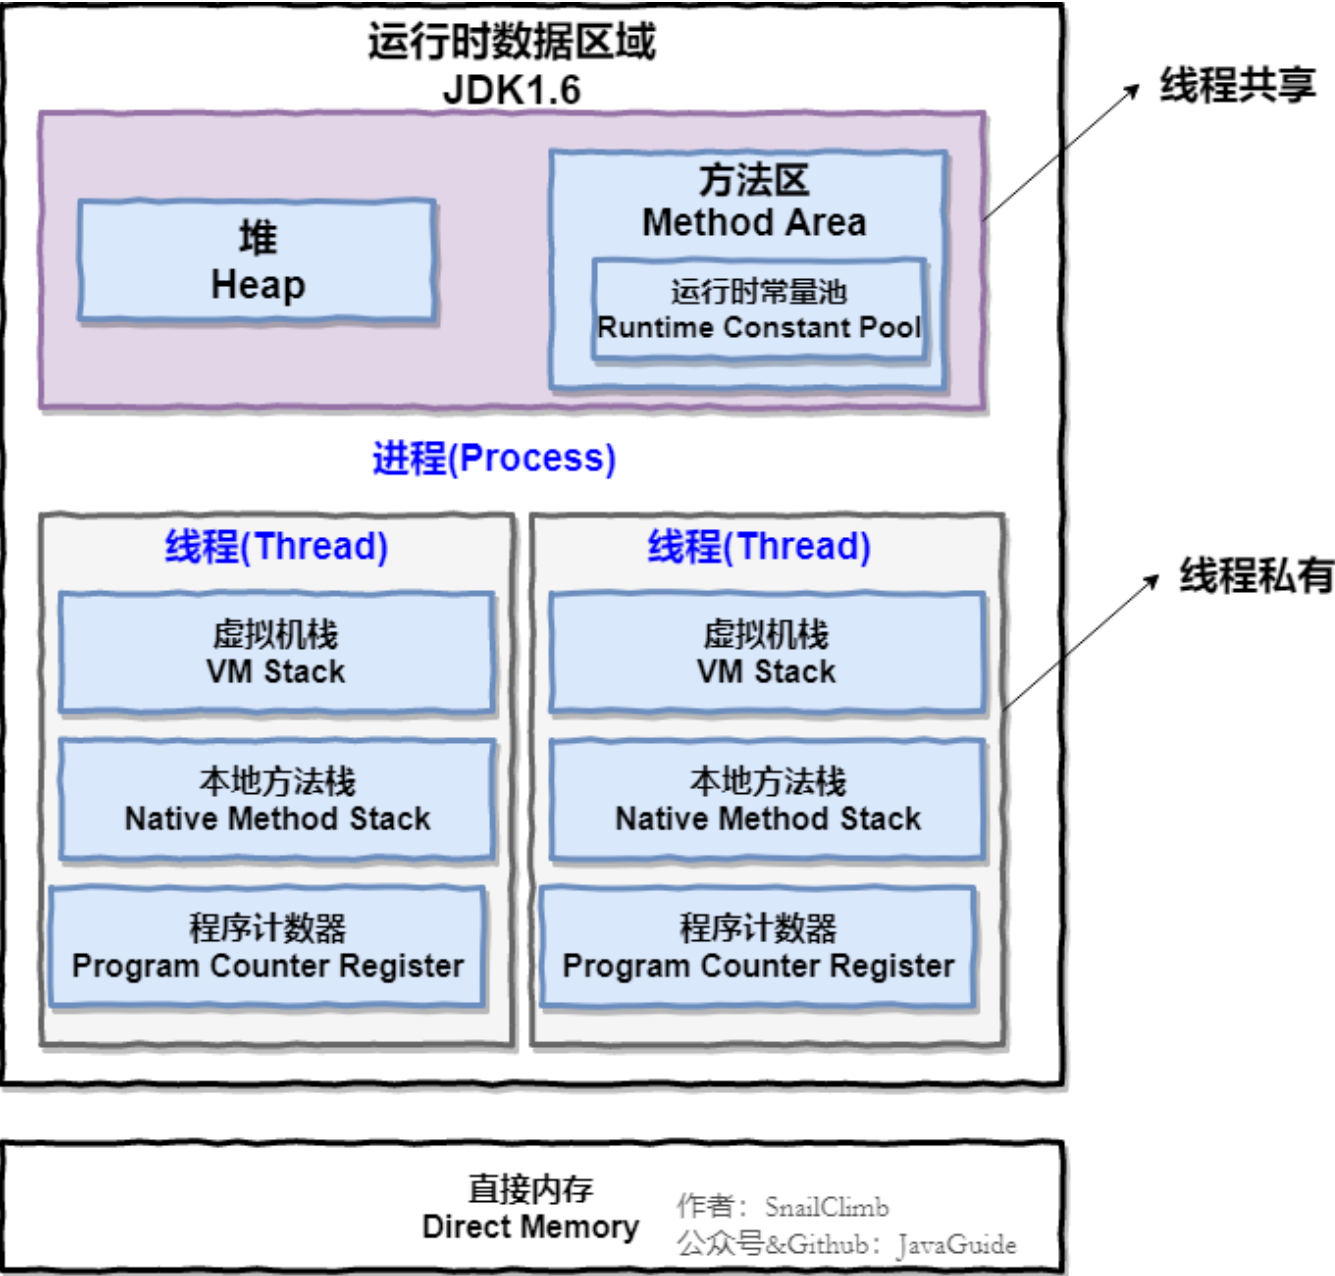 运行时数据区域
JDK1.6
线程共享
堆
Heap
方法区
Method Area
运行时常量池
Runtime Constant Pool
进程(Process)
线程(Thread)
虚拟机栈
VM Stack
本地方法栈
Native Method Stack
程序计数器
Program Counter Register
线程(Thread)
虚拟机栈
VM Stack
本地方法栈
Native Method Stack
程序计数器
Program Counter Register
线程私有
直接内存
Direct Memory
作者：SnailClimb
公众号&Github：JavaGuide